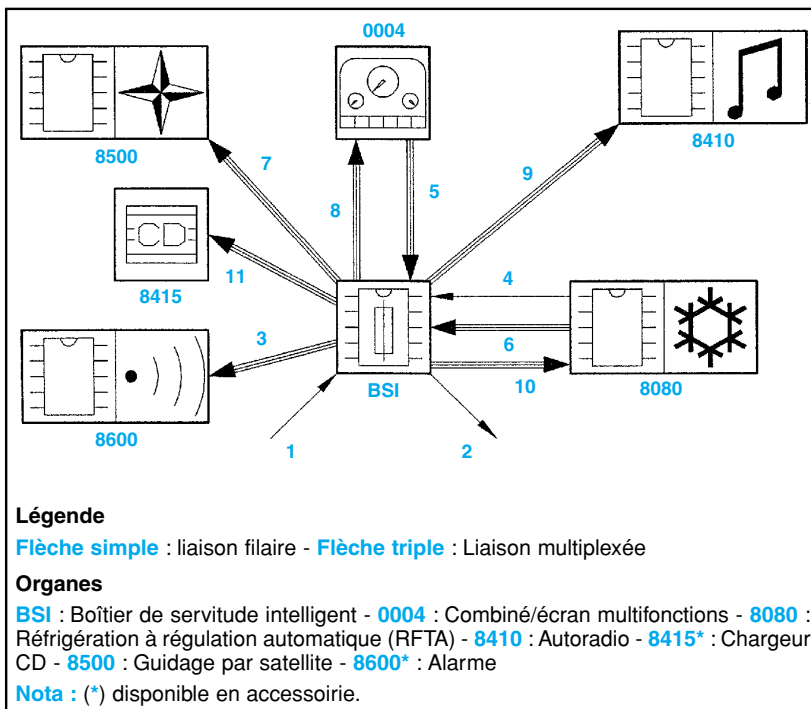 0004
8500
8410
7
8
5
9
CD
8415
11
4
3
6
10
BSI
8080
8600
1
2
Légende
Flèche simple : liaison filaire - Flèche triple : Liaison multiplexée
Organes
BSI : Boîtier de servitude intelligent - 0004 : Combiné/écran multifonctions - 8080 :
Réfrigération à régulation automatique (RFTA) - 8410 : Autoradio - 8415* : Chargeur
CD - 8500 : Guidage par satellite - 8600* : Alarme
Nota : (*) disponible en accessoirie.